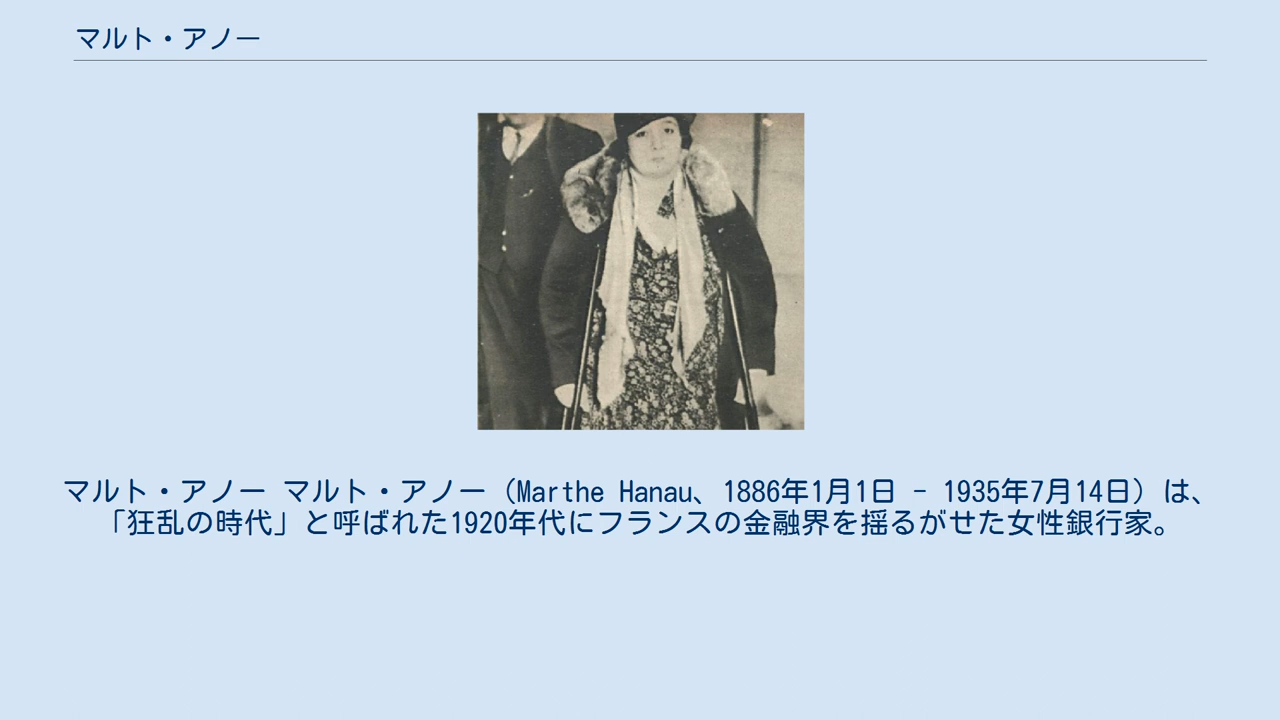 マルト・アノー
マルト・アノー マルト・アノー（Marthe Hanau、1886年1月1日 - 1935年7月14日）は、
「狂乱の時代」と呼ばれた1920年代にフランスの金融界を揺るがせた女性銀行家。